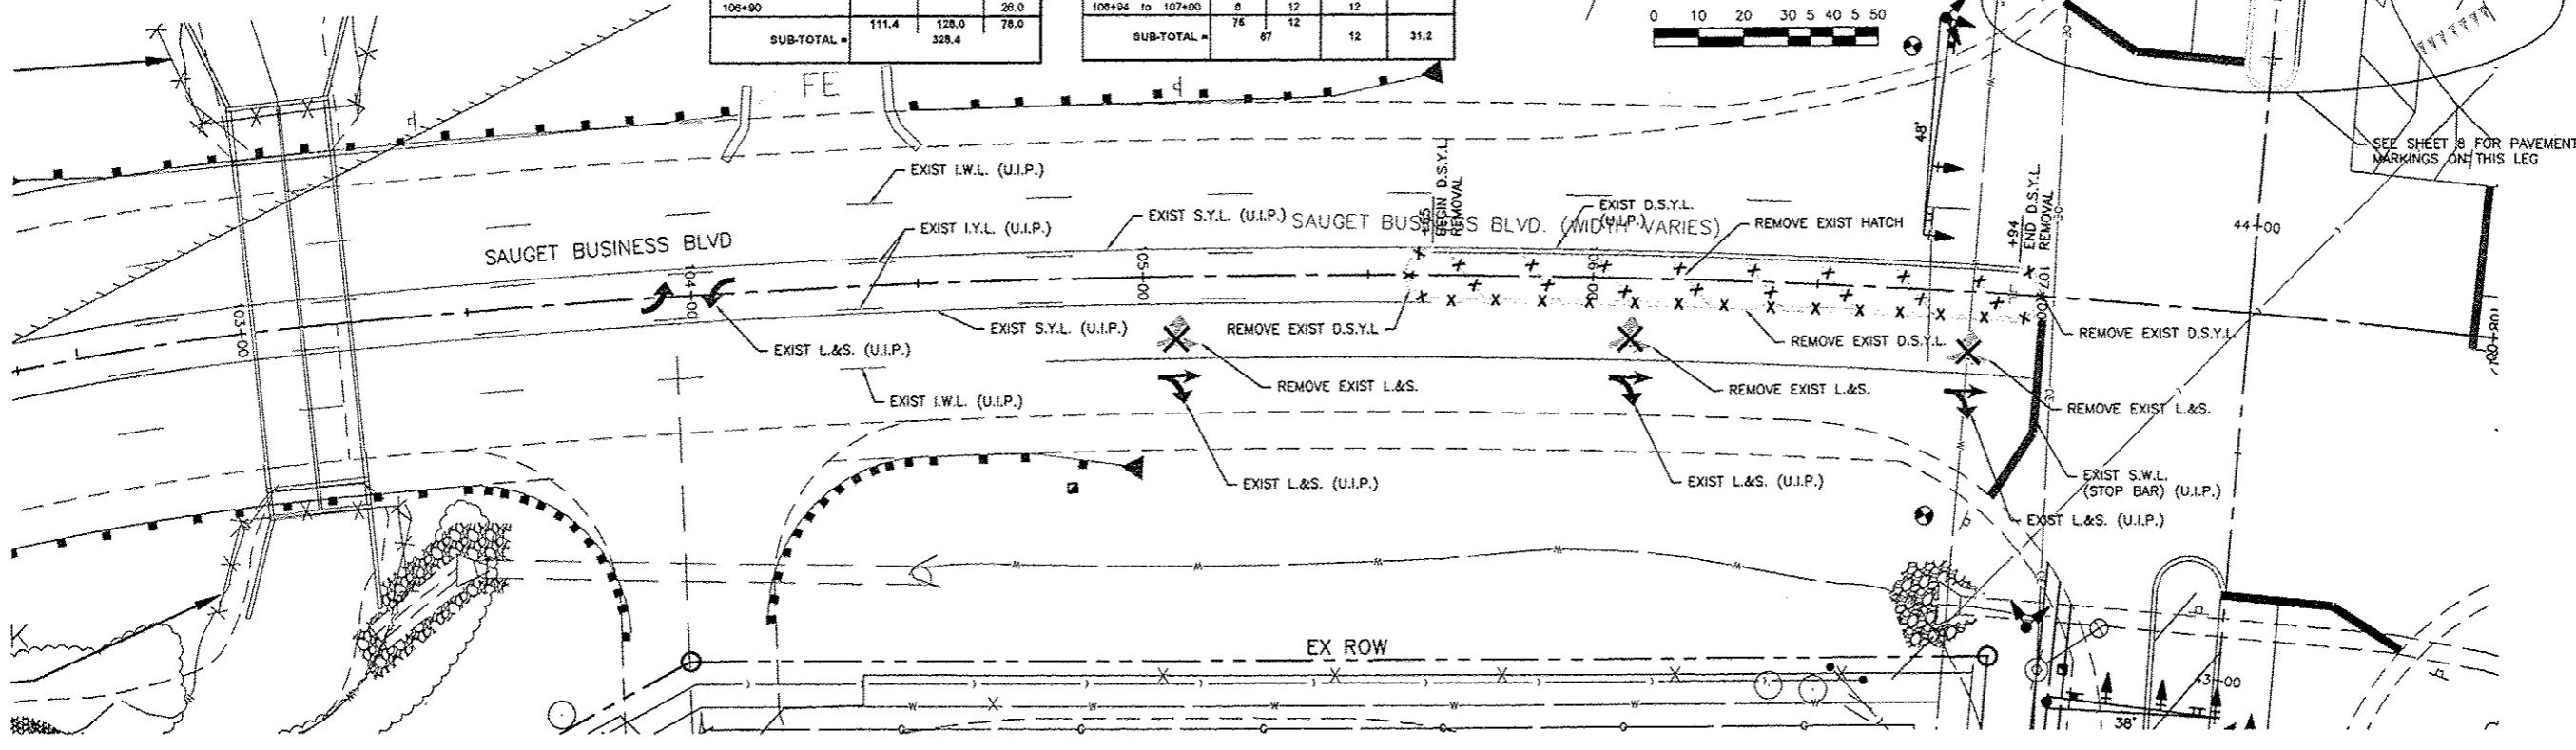 106+90 26.0
111.4 128.0 78.0
SUB-TOTAL = 328.4
106+94 to 107+00 6 12 12
75 12
SUB-TOTAL = 87 12 31.2
0 10 20 30 5 40 5 50
FE
48'
SEE SHEET 8 FOR PAVEMENT
MARKINGS ON THIS LEG
EXIST I.W.L. (U.I.P.)
BEGIN D.S.Y.L.
REMOVAL
EXIST D.S.Y.L.
(U.I.P.)
EXIST S.Y.L. (U.I.P.)
SAUGET BUSINESS BLVD. (WIDTH VARIES)
REMOVE EXIST HATCH
EXIST I.Y.L. (U.I.P.)
+94
END D.S.Y.L.
REMOVAL
44+00
SAUGET BUSINESS BLVD
103+00
104+00
105+00
106+00
107+00
108+00
EXIST S.Y.L. (U.I.P.)
REMOVE EXIST D.S.Y.L
REMOVE EXIST D.S.Y.L.
REMOVE EXIST D.S.Y.L.
EXIST L.&S. (U.I.P.)
REMOVE EXIST L.&S.
REMOVE EXIST L.&S.
REMOVE EXIST L.&S.
EXIST I.W.L. (U.I.P.)
EXIST L.&S. (U.I.P.)
EXIST L.&S. (U.I.P.)
EXIST S.W.L.
(STOP BAR) (U.I.P.)
EXIST L.&S. (U.I.P.)
EX ROW
K
43+00
38'